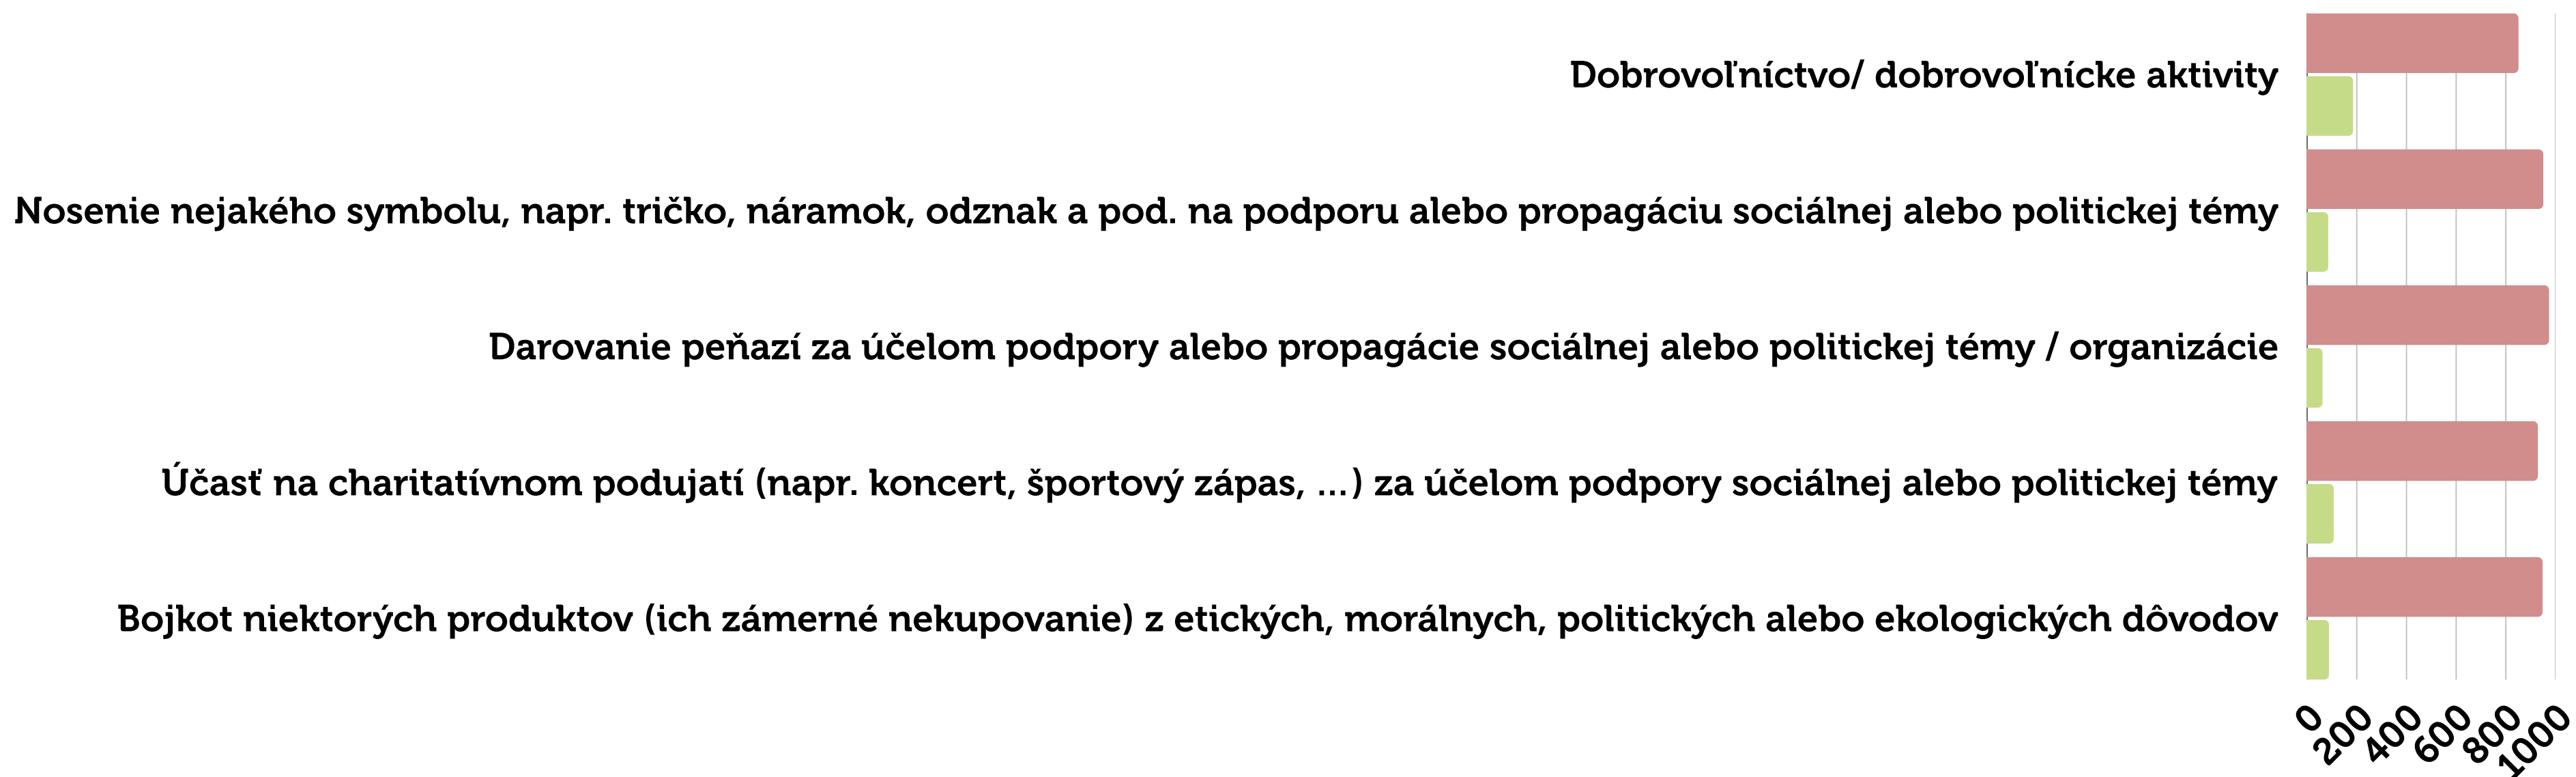 Dobrovoľníctvo/ dobrovoľnícke aktivity
Nosenie nejakého symbolu, napr. tričko, náramok, odznak a pod. na podporu alebo propagáciu sociálnej alebo politickej témy
Darovanie peňazí za účelom podpory alebo propagácie sociálnej alebo politickej témy / organizácie
Účasť na charitatívnom podujatí (napr. koncert, športový zápas, ...) za účelom podpory sociálnej alebo politickej témy
Bojkot niektorých produktov (ich zámerné nekupovanie) z etických, morálnych, politických alebo ekologických dôvodov
0
200
400
600
800
1000